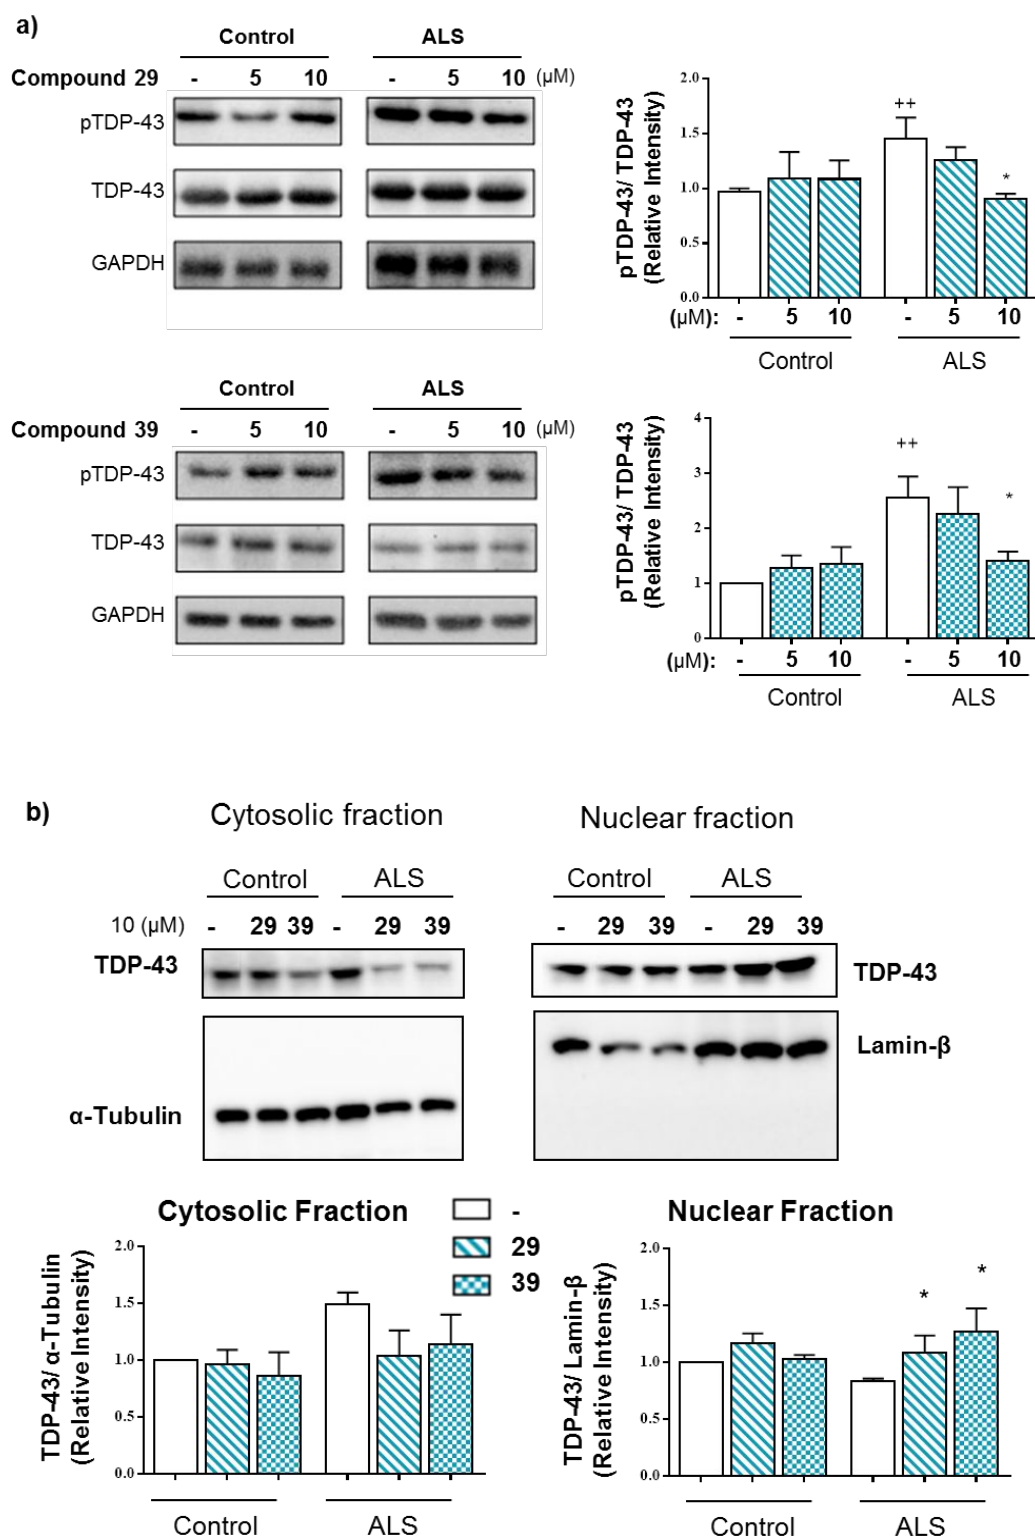 a)
Control ALS
Compound 29 - 5 10 - 5 10 (µM)
pTDP-43
TDP-43
GAPDH
pTDP-43/ TDP-43
(Relative Intensity)
2.0
1.5
1.0
0.5
0.0
++
*
(µM): - 5 10 - 5 10
Control ALS
Control ALS
Compound 39 - 5 10 - 5 10 (µM)
pTDP-43
TDP-43
GAPDH
pTDP-43/ TDP-43
(Relative Intensity)
4
3
2
1
0
++
*
(µM): - 5 10 - 5 10
Control ALS
b)
Cytosolic fraction
Control ALS
10 (µM) - 29 39 - 29 39
TDP-43
α-Tubulin
Nuclear fraction
Control ALS
- 29 39 - 29 39
TDP-43
Lamin-β
Cytosolic Fraction
TDP-43/ α-Tubulin
(Relative Intensity)
2.0
1.5
1.0
0.5
0.0
Control ALS
-
29
39
Nuclear Fraction
TDP-43/ Lamin-β
(Relative Intensity)
2.0
1.5
1.0
0.5
0.0
* *
Control ALS